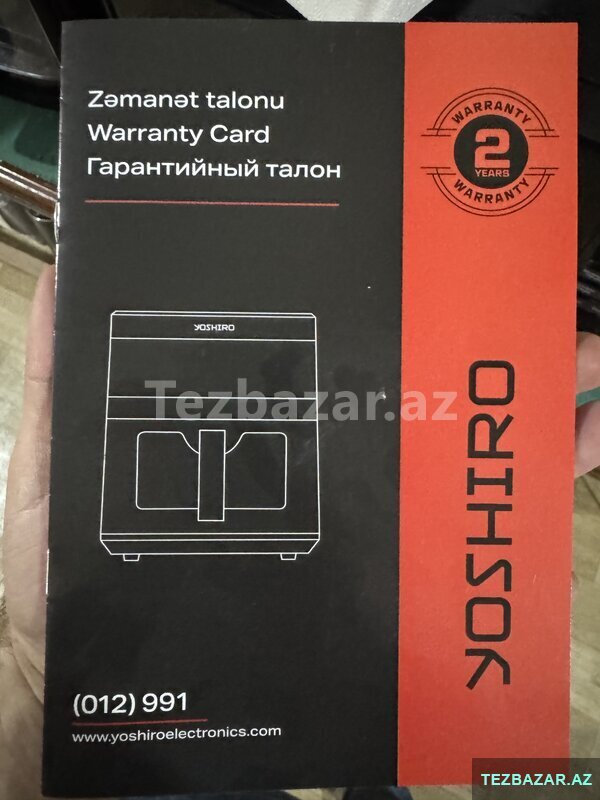 Zəmanət talonu
Warranty Card
Гарантийный талон
WARRANTY
2
YEARS
WARRANTY
YOSHIRO
Tezbazar.az
YOSHIRO
(012) 991
www.yoshiroelectronics.com
TEZBAZAR.AZ